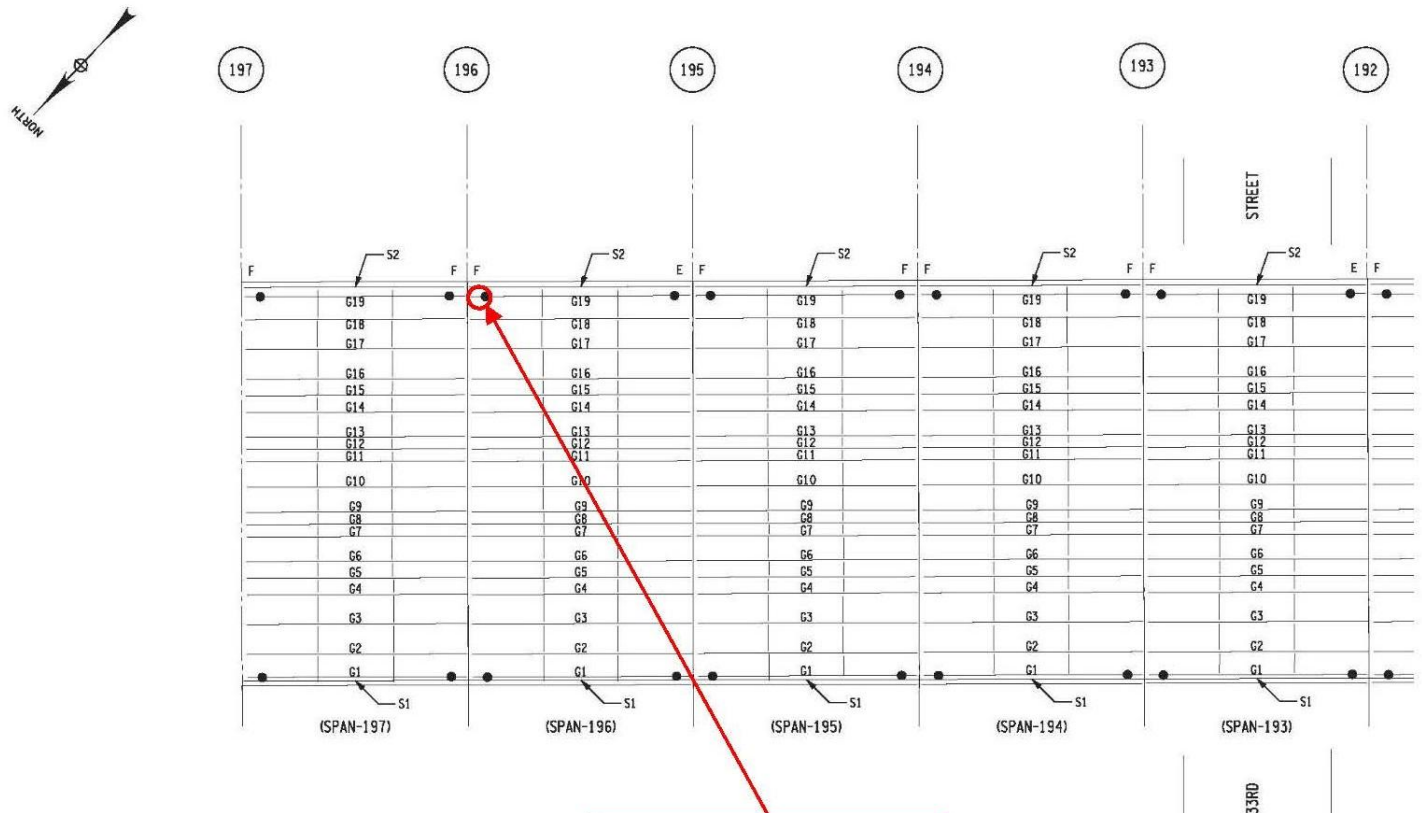 NORTH
197 196 195 194 193 192
STREET
S2 S2 S2 S2 S2
F F F E F F F F F E F
G19 G19 G19 G19 G19
G18 G18 G18 G18 G18
G17 G17 G17 G17 G17
G16 G16 G16 G16 G16
G15 G15 G15 G15 G15
G14 G14 G14 G14 G14
G13 G13 G13 G13 G13
G12 G12 G12 G12 G12
G11 G11 G11 G11 G11
G10 G10 G10 G10 G10
G9 G9 G9 G9 G9
G8 G8 G8 G8 G8
G7 G7 G7 G7 G7
G6 G6 G6 G6 G6
G5 G5 G5 G5 G5
G4 G4 G4 G4 G4
G3 G3 G3 G3 G3
G2 G2 G2 G2 G2
G1 G1 G1 G1 G1
S1 S1 S1 S1 S1
(SPAN-197) (SPAN-196) (SPAN-195) (SPAN-194) (SPAN-193)
33RD